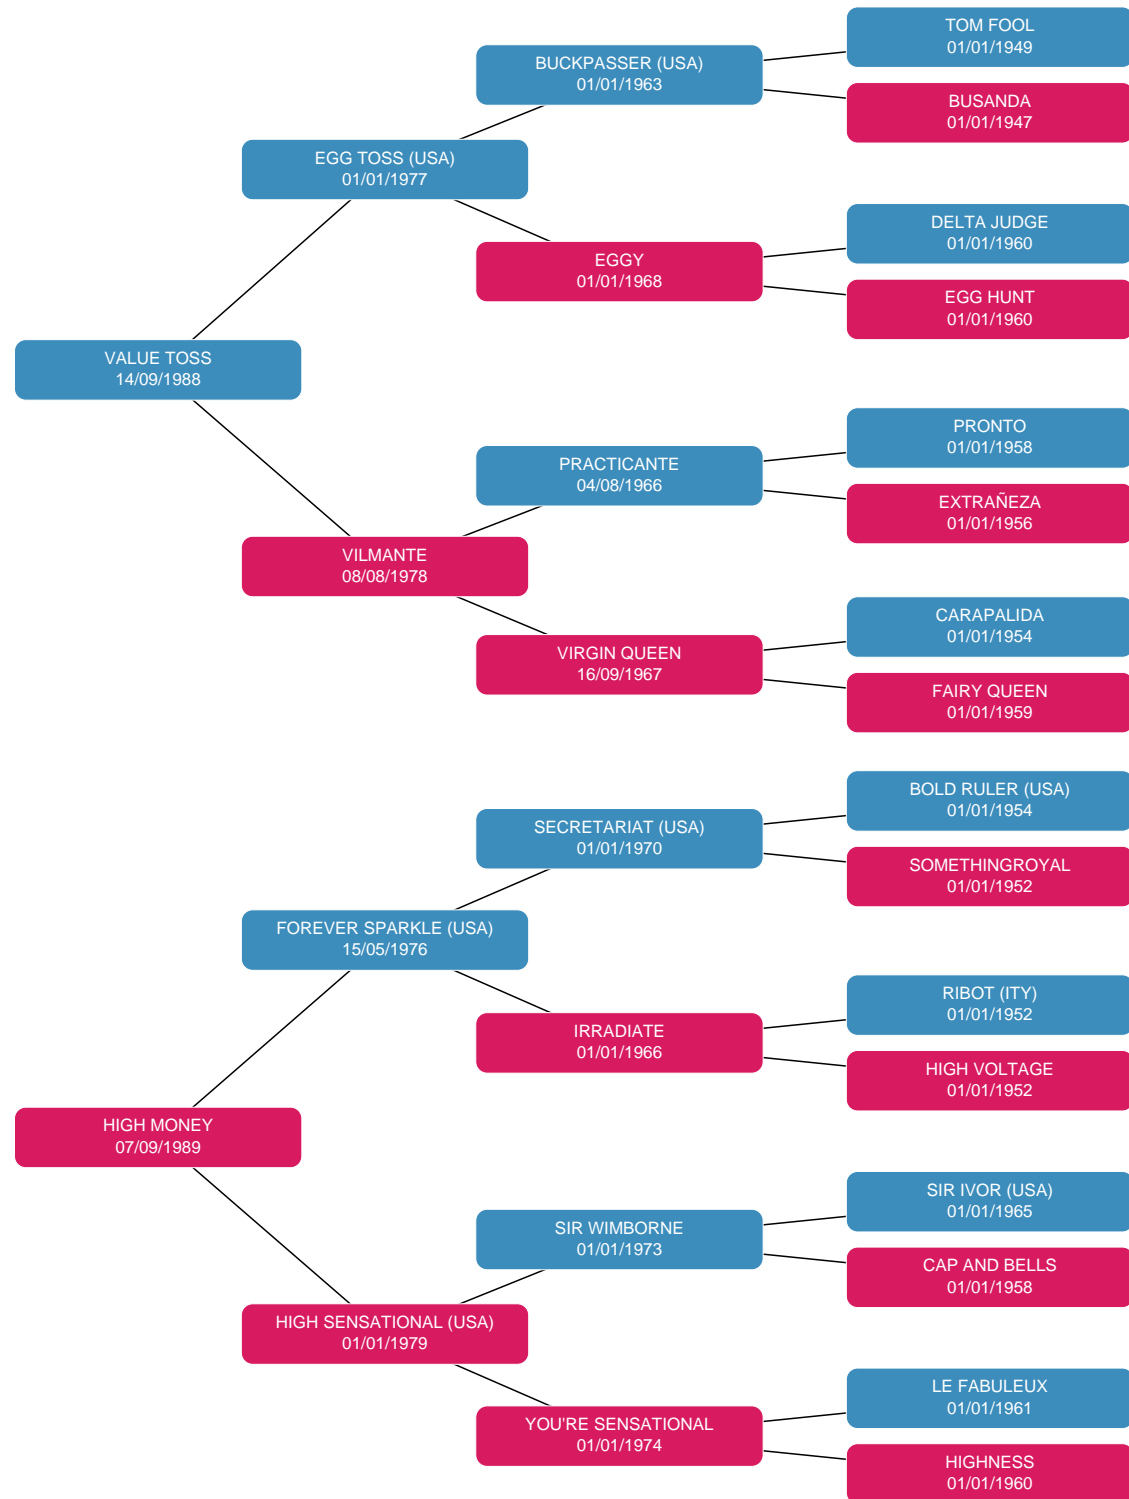 TOM FOOL
01/01/1949
BUCKPASSER (USA)
01/01/1963
BUSANDA
01/01/1947
EGG TOSS (USA)
01/01/1977
DELTA JUDGE
01/01/1960
EGGY
01/01/1968
EGG HUNT
01/01/1960
VALUE TOSS
14/09/1988
PRONTO
01/01/1958
PRACTICANTE
04/08/1966
EXTRAÑEZA
01/01/1956
VILMANTE
08/08/1978
CARAPALIDA
01/01/1954
VIRGIN QUEEN
16/09/1967
FAIRY QUEEN
01/01/1959
BOLD RULER (USA)
01/01/1954
SECRETARIAT (USA)
01/01/1970
SOMETHINGROYAL
01/01/1952
FOREVER SPARKLE (USA)
15/05/1976
RIBOT (ITY)
01/01/1952
IRRADIATE
01/01/1966
HIGH VOLTAGE
01/01/1952
HIGH MONEY
07/09/1989
SIR IVOR (USA)
01/01/1965
SIR WIMBORNE
01/01/1973
CAP AND BELLS
01/01/1958
HIGH SENSATIONAL (USA)
01/01/1979
LE FABULEUX
01/01/1961
YOU'RE SENSATIONAL
01/01/1974
HIGHNESS
01/01/1960